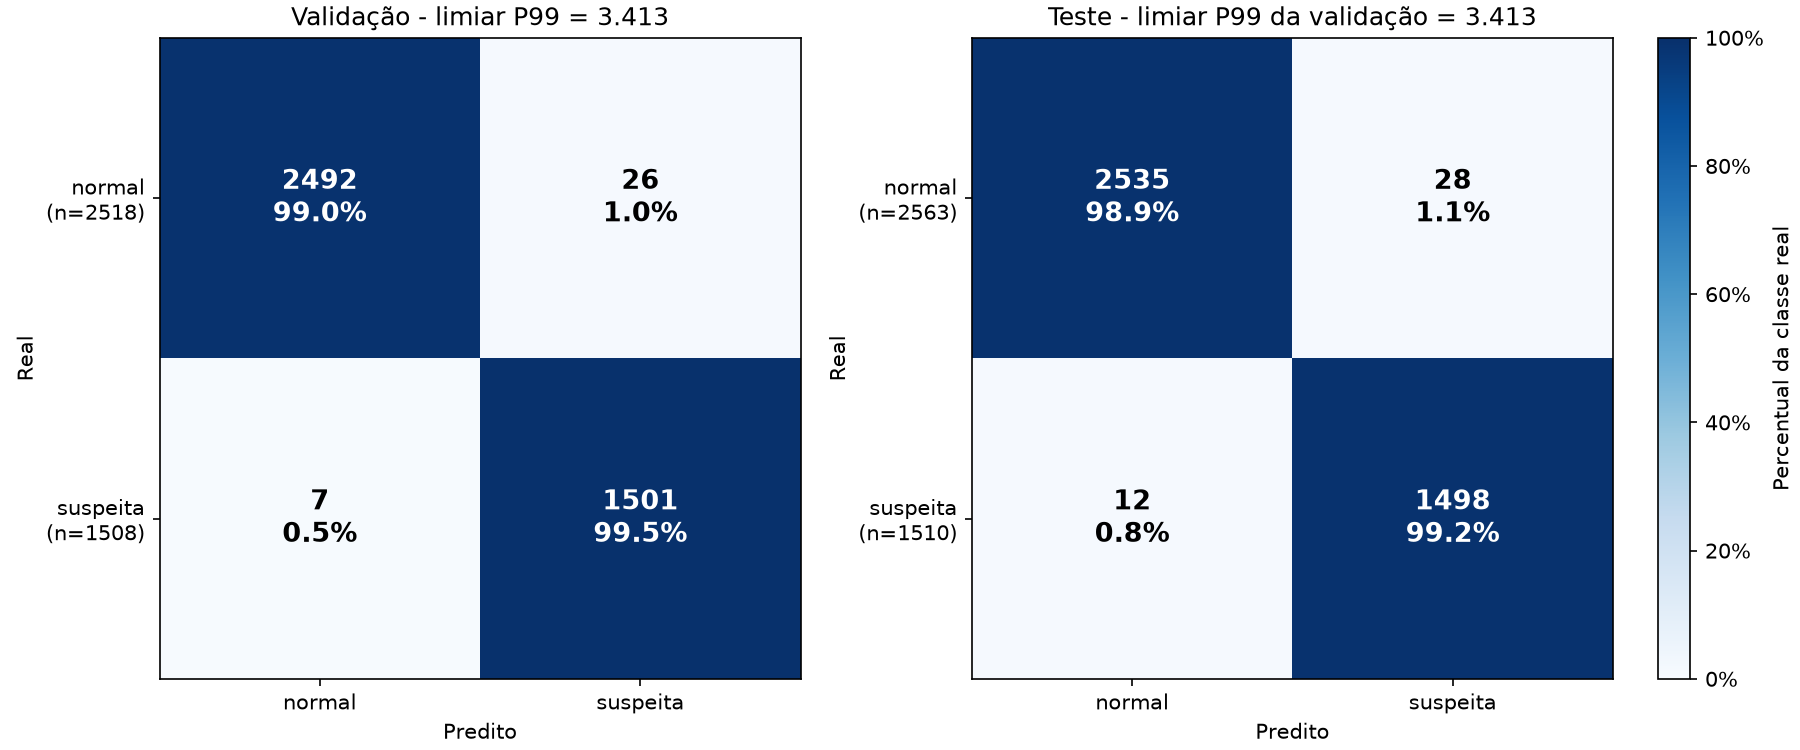 Validação - limiar P99 = 3.413
normal
(n=2518)
2492
99.0%
26
1.0%
Real
suspeita
(n=1508)
7
0.5%
1501
99.5%
normal
suspeita
Predito
Teste - limiar P99 da validação = 3.413
normal
(n=2563)
2535
98.9%
28
1.1%
Real
suspeita
(n=1510)
12
0.8%
1498
99.2%
normal
suspeita
Predito
100%
80%
60%
40%
20%
0%
Percentual da classe real